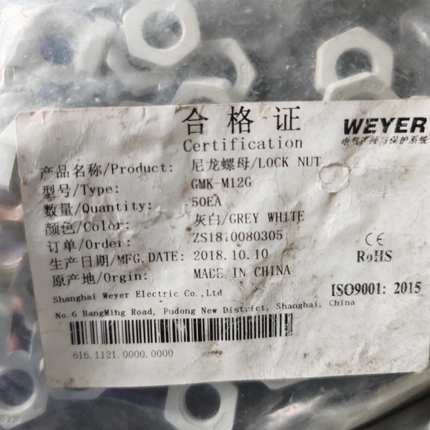 合格证
Certification
WEYER
产品名称/Product: 尼龙螺母/LOCK NUT
型号/Type: GMK-M12G
数量/Quantity: 50EA
颜色/Color: 灰白/GREY WHITE
订单/Order: ZS1810080305
生产日期/MFG.DATE: 2018.10.10
原产地/Orgin: MADE IN CHINA
CE
RoHS
ISO9001: 2015
Shanghai Weyer Electric Co.,Ltd
No.6 HangMing Road, Pudong New District, Shanghai, China
616.1121.0000.0000